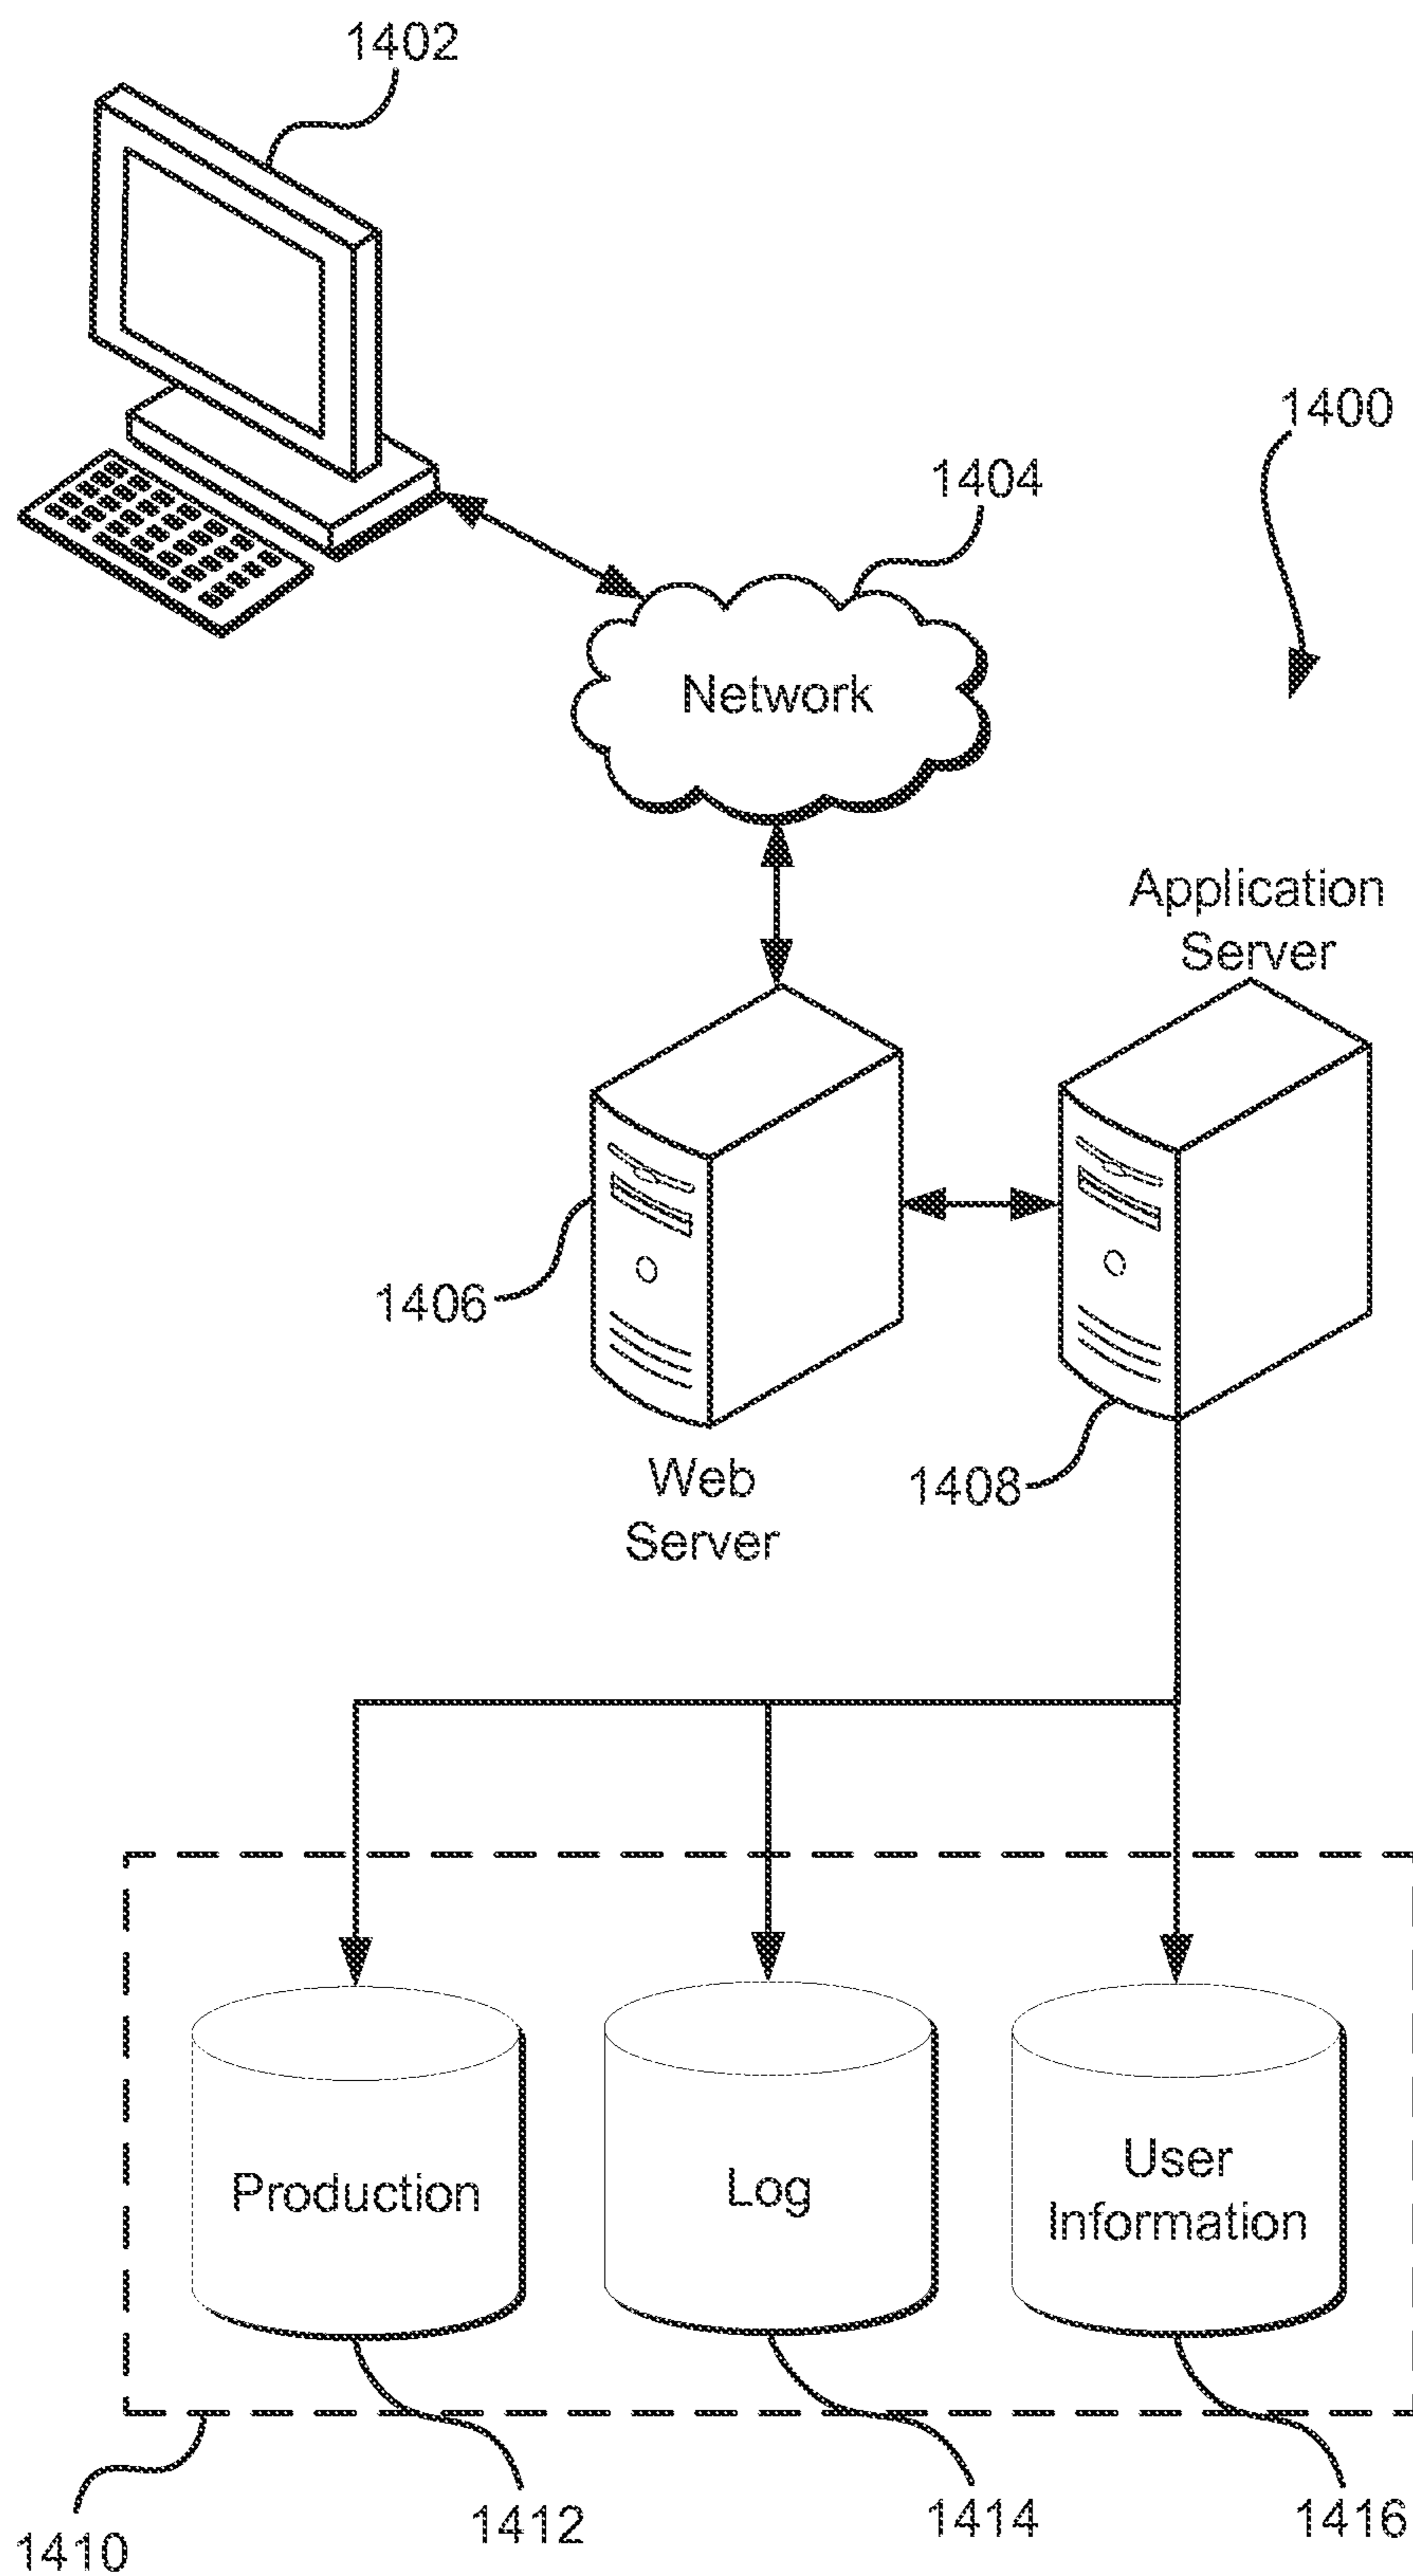 1402
1400
1404
Network
Application
Server
1406
Web
Server
1408
Production
Log
User
Information
1410
1412
1414
1416